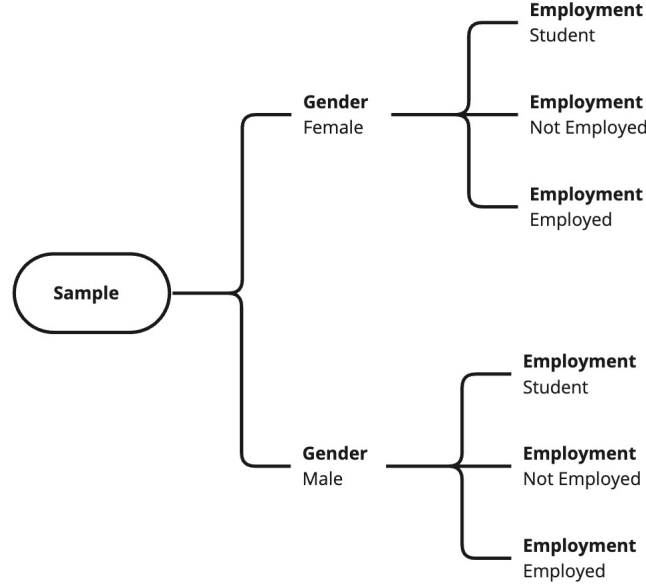 Employment
Student
Gender
Female
Employment
Not Employed
Employment
Employed
Sample
Employment
Student
Gender
Male
Employment
Not Employed
Employment
Employed